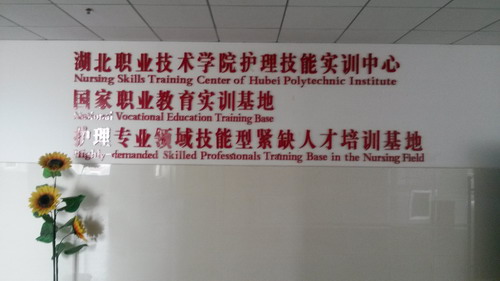 湖北职业技术学院护理技能实训中心
Nursing Skills Training Center of Hubei Polytechnic Institute
国家职业教育实训基地
National Vocational Education Training Base
护理专业领域技能型紧缺人才培训基地
Highly-demanded Skilled Professionals Training Base in the Nursing Field